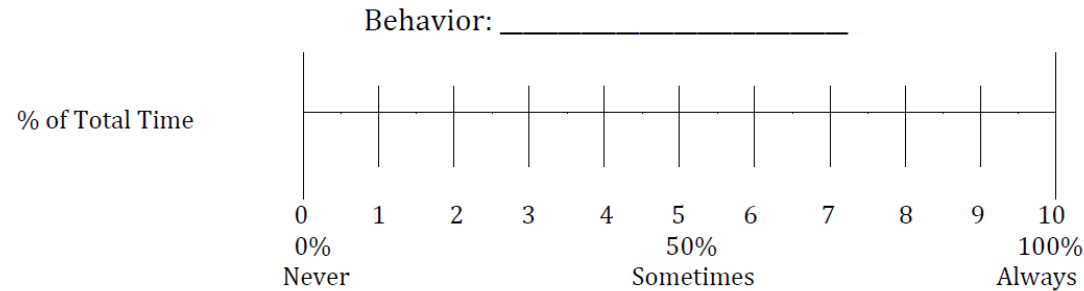 Behavior: ____________________
% of Total Time
0 1 2 3 4 5 6 7 8 9 10
0% 50% 100%
Never Sometimes Always